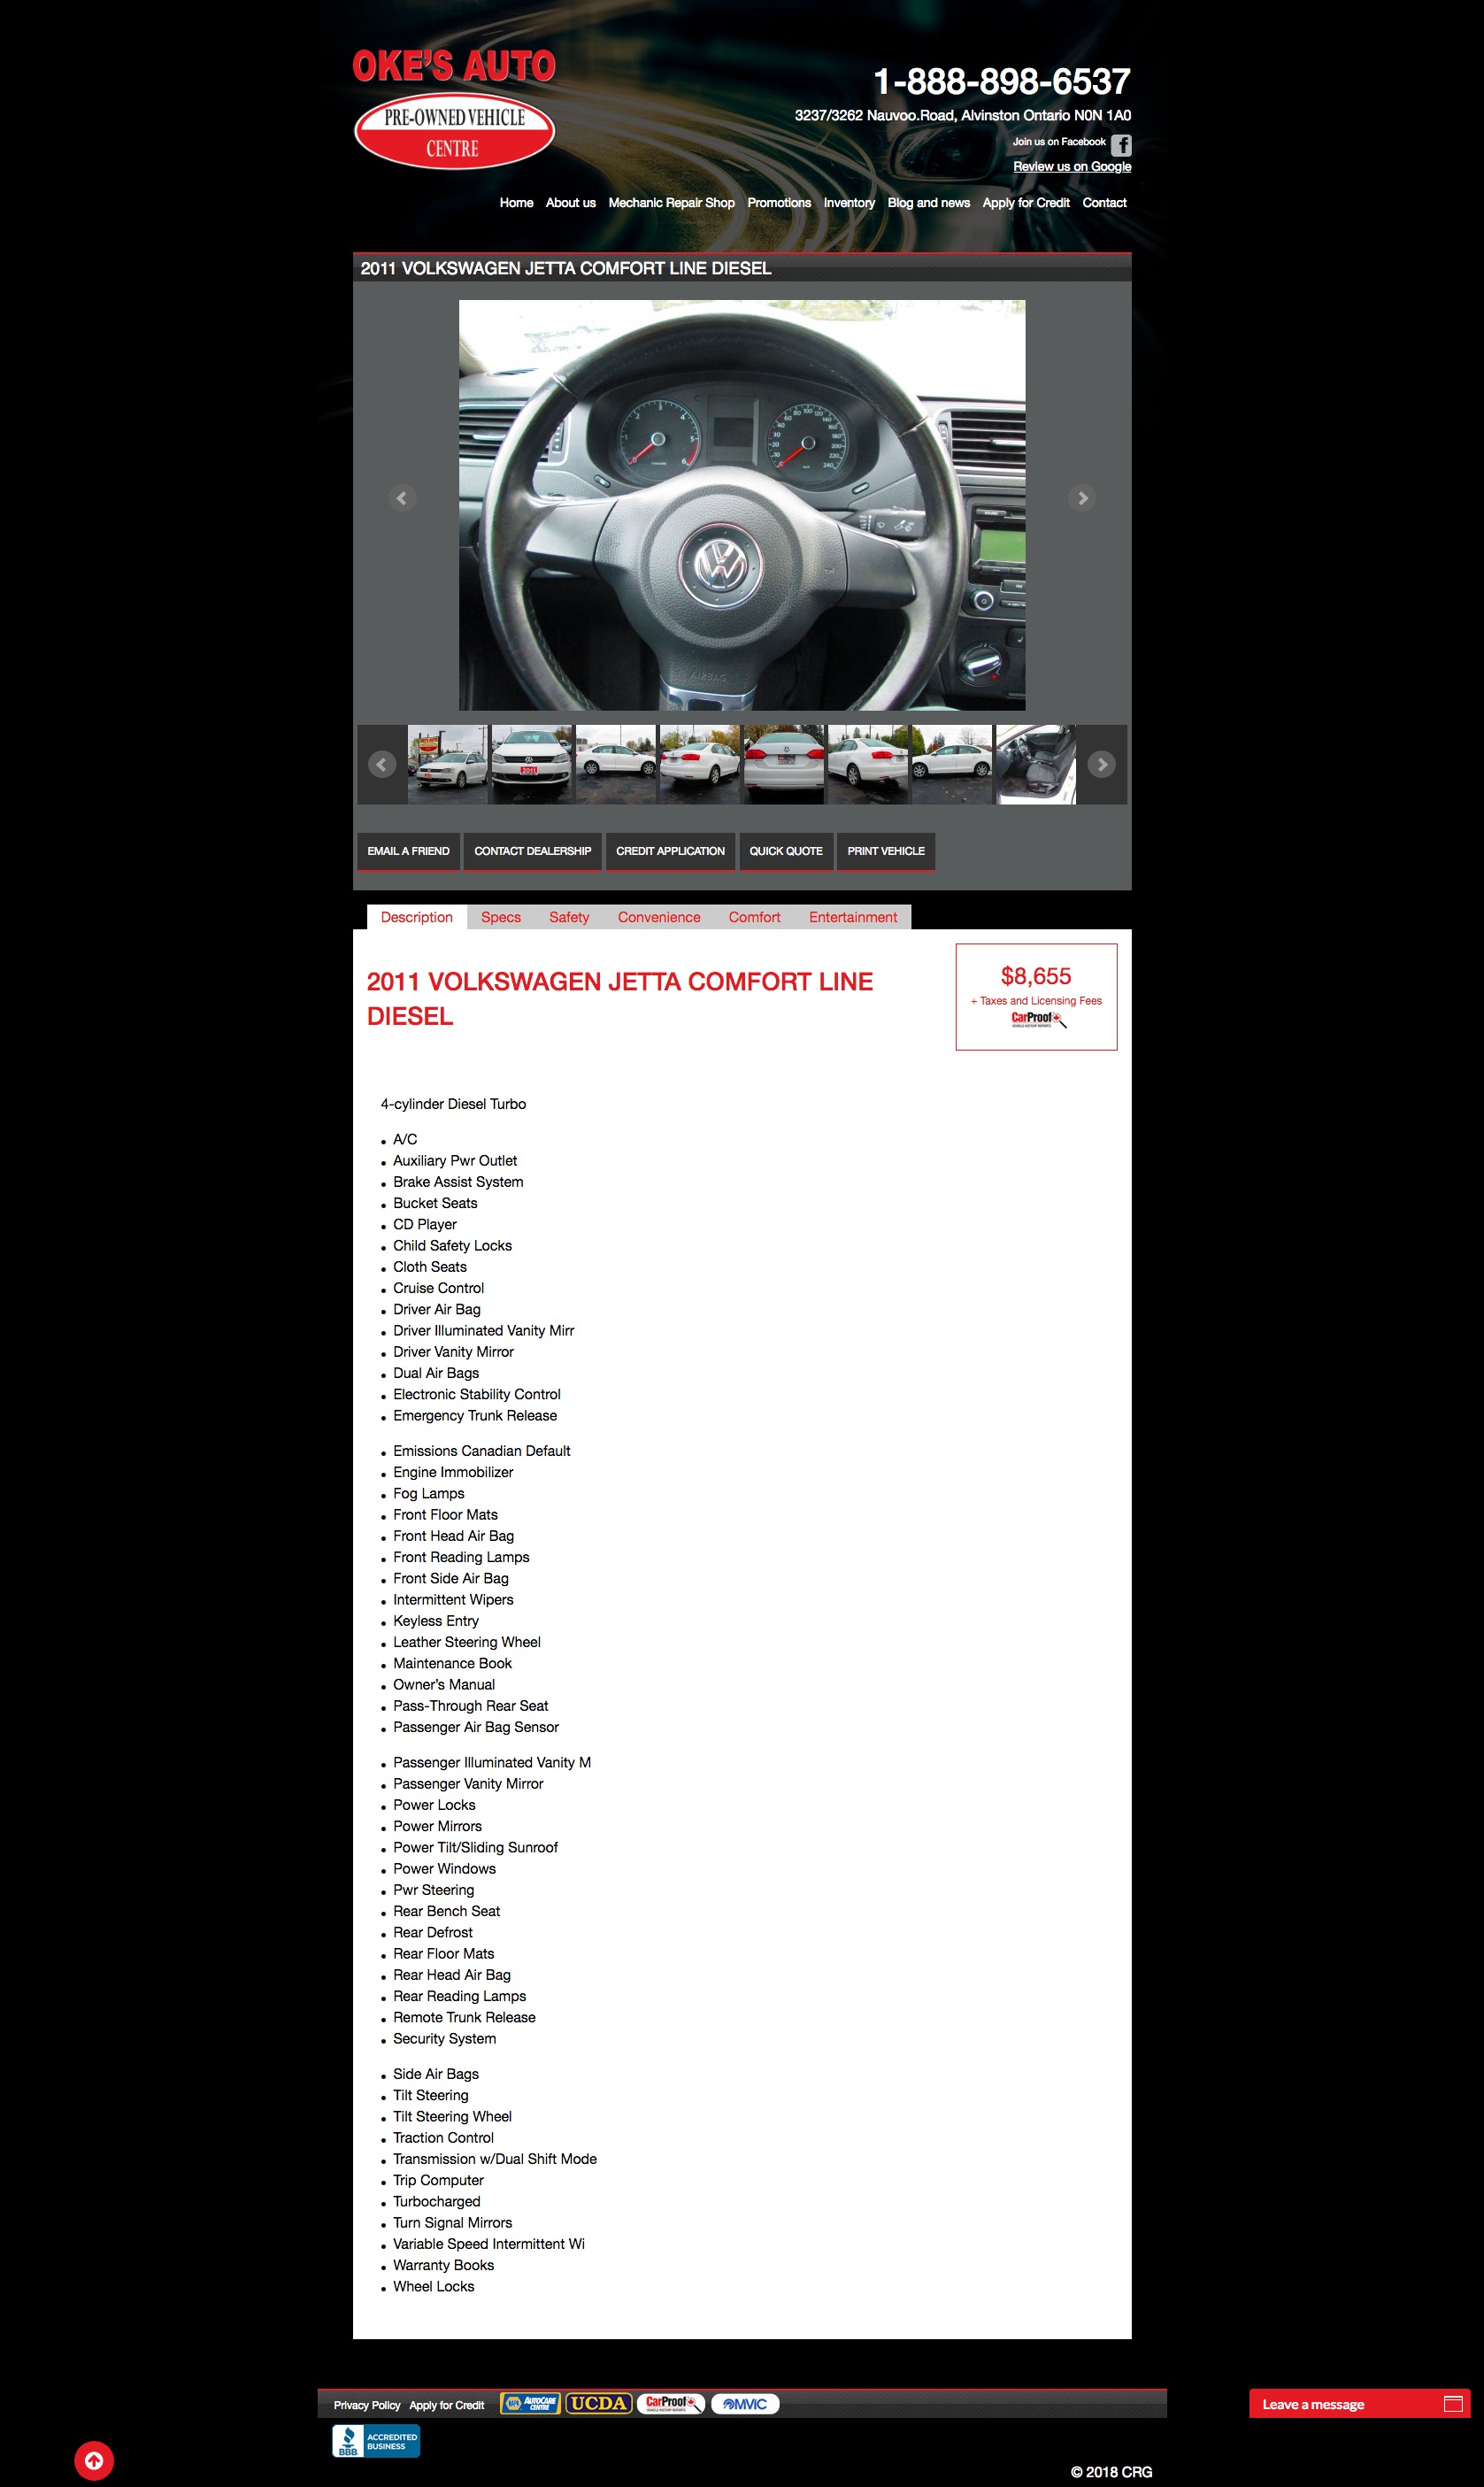 OKE'S AUTO
PRE-OWNED VEHICLE
CENTRE
1-888-898-6537
3237/3262 Nauvoo.Road, Alvinston Ontario N0N 1A0
Join us on Facebook
Review us on Google
Home About us Mechanic Repair Shop Promotions Inventory Blog and news Apply for Credit Contact
2011 VOLKSWAGEN JETTA COMFORT LINE DIESEL
AIRBAG
EMAIL A FRIEND CONTACT DEALERSHIP CREDIT APPLICATION QUICK QUOTE PRINT VEHICLE
Description Specs Safety Convenience Comfort Entertainment
2011 VOLKSWAGEN JETTA COMFORT LINE
DIESEL
$8,655
+ Taxes and Licensing Fees
CarProof
VEHICLE HISTORY REPORTS
4-cylinder Diesel Turbo
A/C
Auxiliary Pwr Outlet
Brake Assist System
Bucket Seats
CD Player
Child Safety Locks
Cloth Seats
Cruise Control
Driver Air Bag
Driver Illuminated Vanity Mirr
Driver Vanity Mirror
Dual Air Bags
Electronic Stability Control
Emergency Trunk Release
Emissions Canadian Default
Engine Immobilizer
Fog Lamps
Front Floor Mats
Front Head Air Bag
Front Reading Lamps
Front Side Air Bag
Intermittent Wipers
Keyless Entry
Leather Steering Wheel
Maintenance Book
Owner's Manual
Pass-Through Rear Seat
Passenger Air Bag Sensor
Passenger Illuminated Vanity M
Passenger Vanity Mirror
Power Locks
Power Mirrors
Power Tilt/Sliding Sunroof
Power Windows
Pwr Steering
Rear Bench Seat
Rear Defrost
Rear Floor Mats
Rear Head Air Bag
Rear Reading Lamps
Remote Trunk Release
Security System
Side Air Bags
Tilt Steering
Tilt Steering Wheel
Traction Control
Transmission w/Dual Shift Mode
Trip Computer
Turbocharged
Turn Signal Mirrors
Variable Speed Intermittent Wi
Warranty Books
Wheel Locks
Privacy Policy Apply for Credit NAPA AUTOCARE CENTRE UCDA CarProof VEHICLE HISTORY REPORTS OMVIC
Leave a message
BBB ACCREDITED
BUSINESS
© 2018 CRG